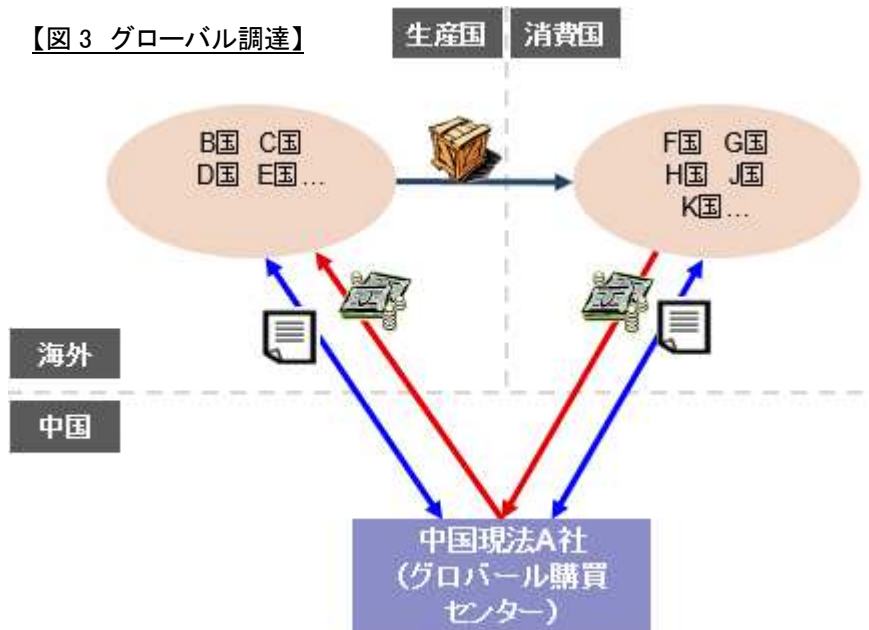 【図 3 グローバル調達】
生産国
消費国
B国 C国
D国 E国…
F国 G国
H国 J国
K国…
海外
中国
中国現法A社
(グロバール購買
センター)